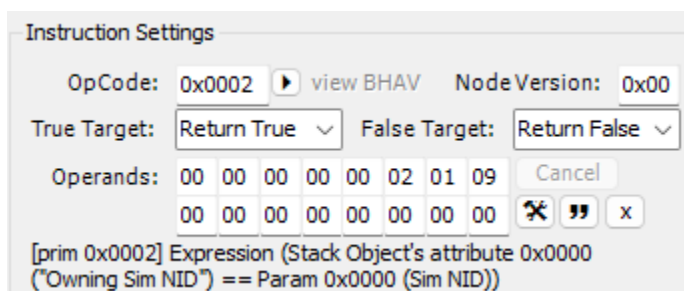 Instruction Settings
OpCode: 0x0002 view BHAV Node Version: 0x00
True Target: Return True False Target: Return False
Operands: 00 00 00 00 00 02 01 09 Cancel
00 00 00 00 00 00 00 00 x
[prim 0x0002] Expression (Stack Object's attribute 0x0000
("Owning Sim NID") == Param 0x0000 (Sim NID))